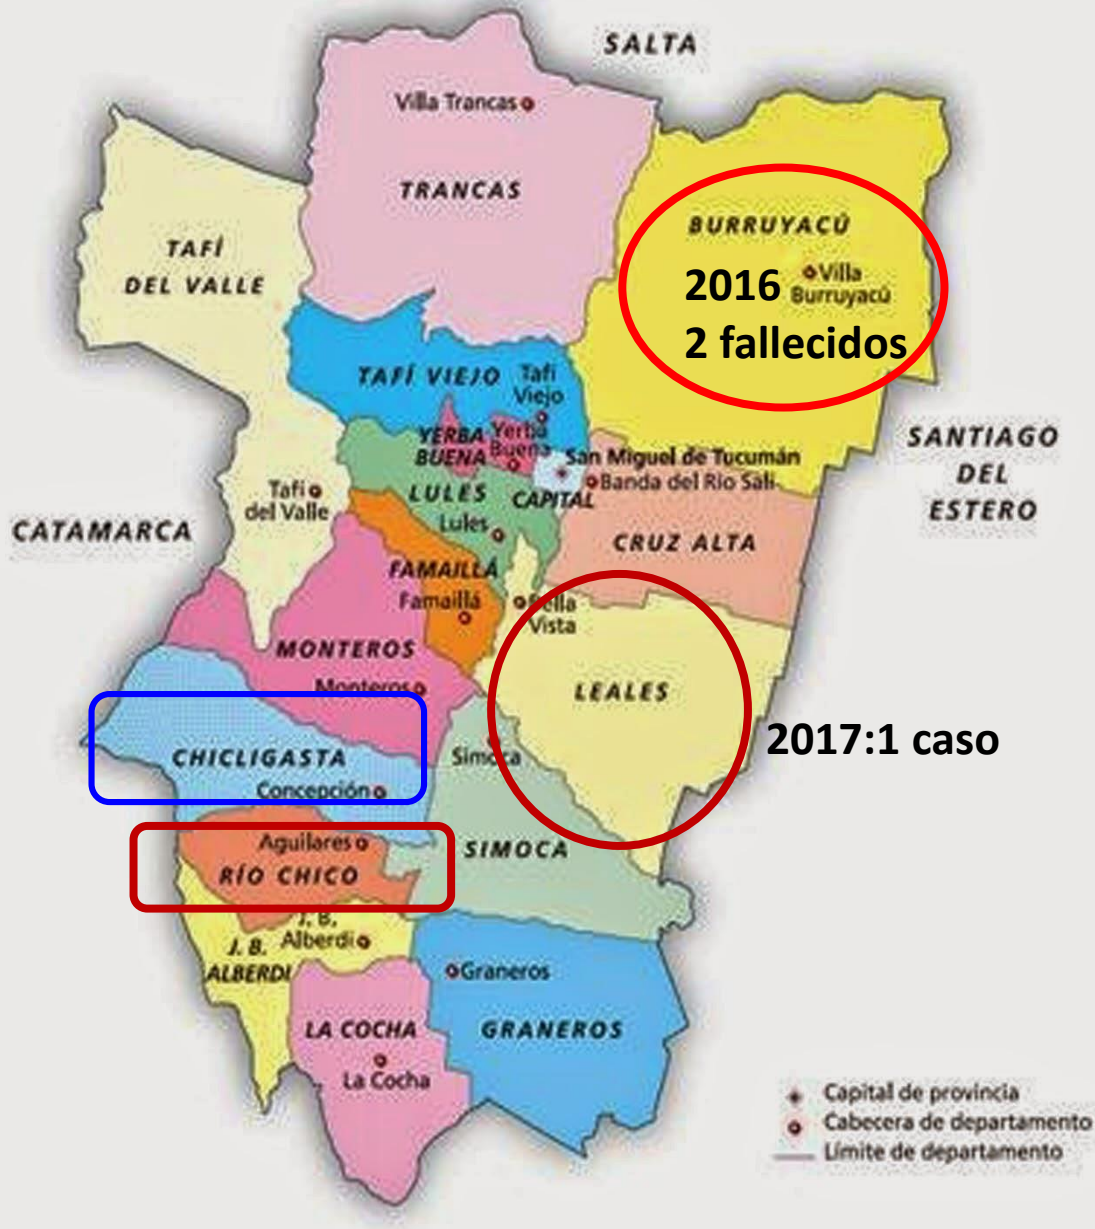 SALTA
Villa Trancas
TRANCAS
BURRUYACÚ
TAFÍ
DEL VALLE
2016
Villa
Burruyacú
2 fallecidos
TAFÍ VIEJO
Tafí
Viejo
YERBA
BUENA
Yerba
Buena
San Miguel de Tucumán
SANTIAGO
DEL
ESTERO
Tafí
del Valle
LULES
CAPITAL
Banda del Río Salí
CATAMARCA
Lules
CRUZ ALTA
FAMAILLÁ
Famaillá
Bella
Vista
MONTEROS
Monteros
LEALES
2017:1 caso
CHICLIGASTA
Simoca
Concepción
Aguilares
SIMOCA
RÍO CHICO
J. B.
Alberdi
J. B.
ALBERDI
Graneros
LA COCHA
GRANEROS
La Cocha
Capital de provincia
Cabecera de departamento
Límite de departamento